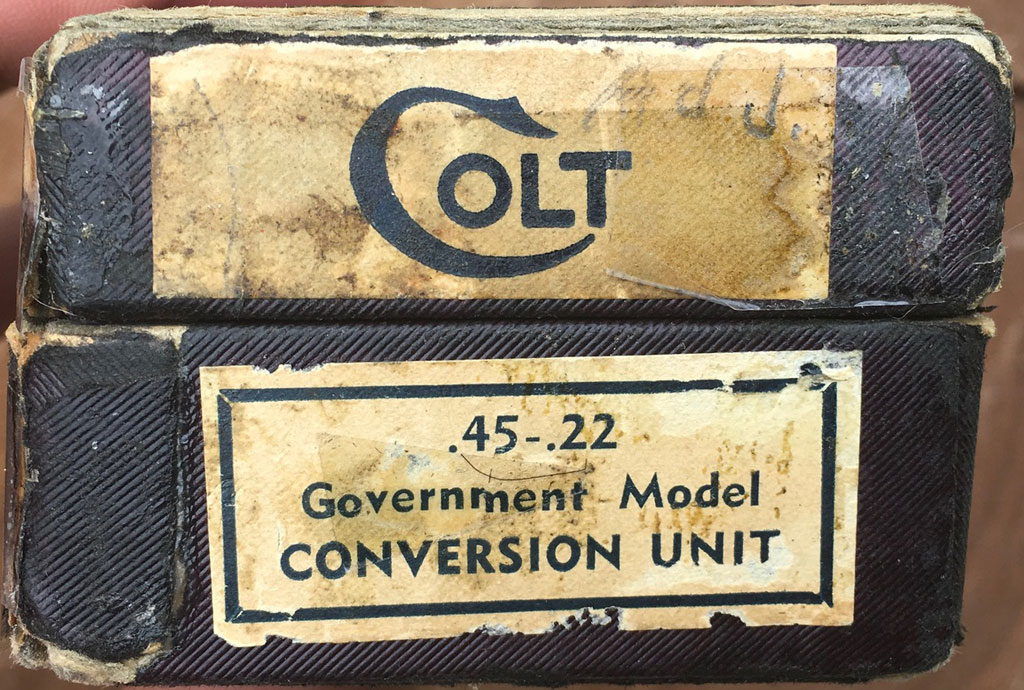 COLT
.45-.22
Government Model
CONVERSION UNIT